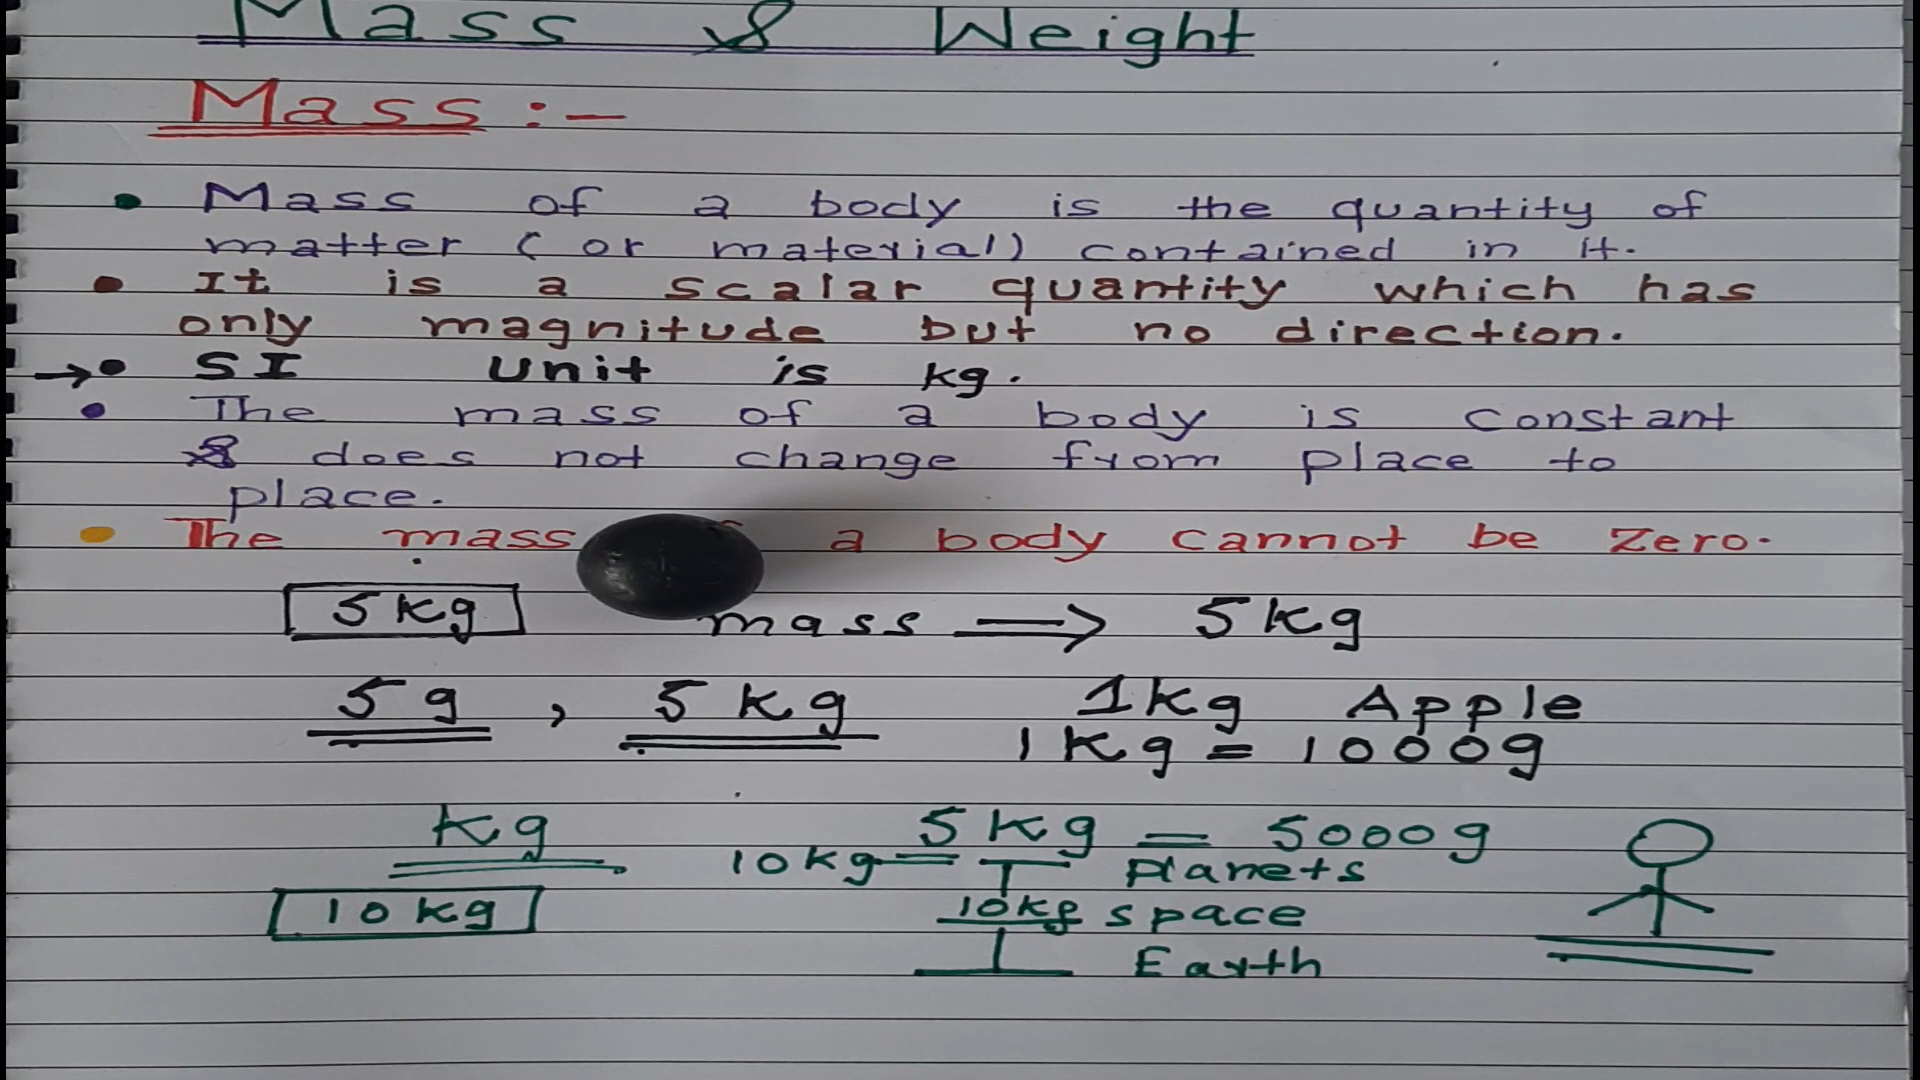 Mass & Weight
Mass :-
• Mass of a body is the quantity of
matter (or material) contained in it.
• It is a scalar quantity which has
only magnitude but no direction.
→• SI Unit is kg.
• The mass of a body is constant
& does not change from place to
place.
• The mass a body cannot be zero.
5kg mass ⟹ 5kg
5g , 5kg 1kg Apple
1kg = 1000g
kg 5kg = 5000g
10kg= Planets
10kg 10kg space
Earth